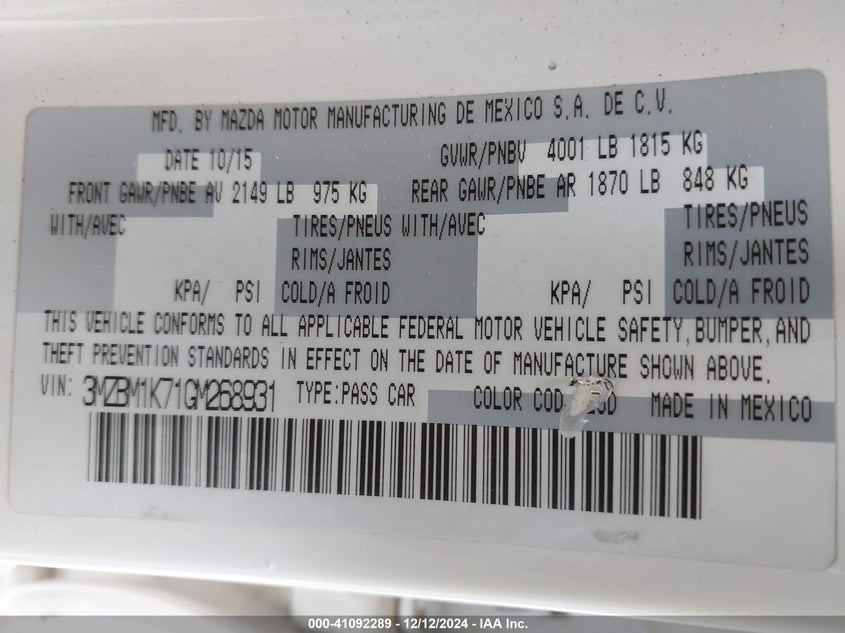 MFD. BY MAZDA MOTOR MANUFACTURING DE MEXICO S.A. DE C.V.
DATE 10/15 GVWR/PNBV 4001 LB 1815 KG
FRONT GAWR/PNBE AV 2149 LB 975 KG REAR GAWR/PNBE AR 1870 LB 848 KG
WITH/AVEC TIRES/PNEUS WITH/AVEC TIRES/PNEUS
RIMS/JANTES RIMS/JANTES
KPA/ PSI COLD/A FROID KPA/ PSI COLD/A FROID
THIS VEHICLE CONFORMS TO ALL APPLICABLE FEDERAL MOTOR VEHICLE SAFETY, BUMPER, AND
THEFT PREVENTION STANDARDS IN EFFECT ON THE DATE OF MANUFACTURE SHOWN ABOVE.
VIN: 3MZBM1K71GM268931 TYPE:PASS CAR COLOR COD MADE IN MEXICO
000-41092289 - 12/12/2024 - IAA Inc.